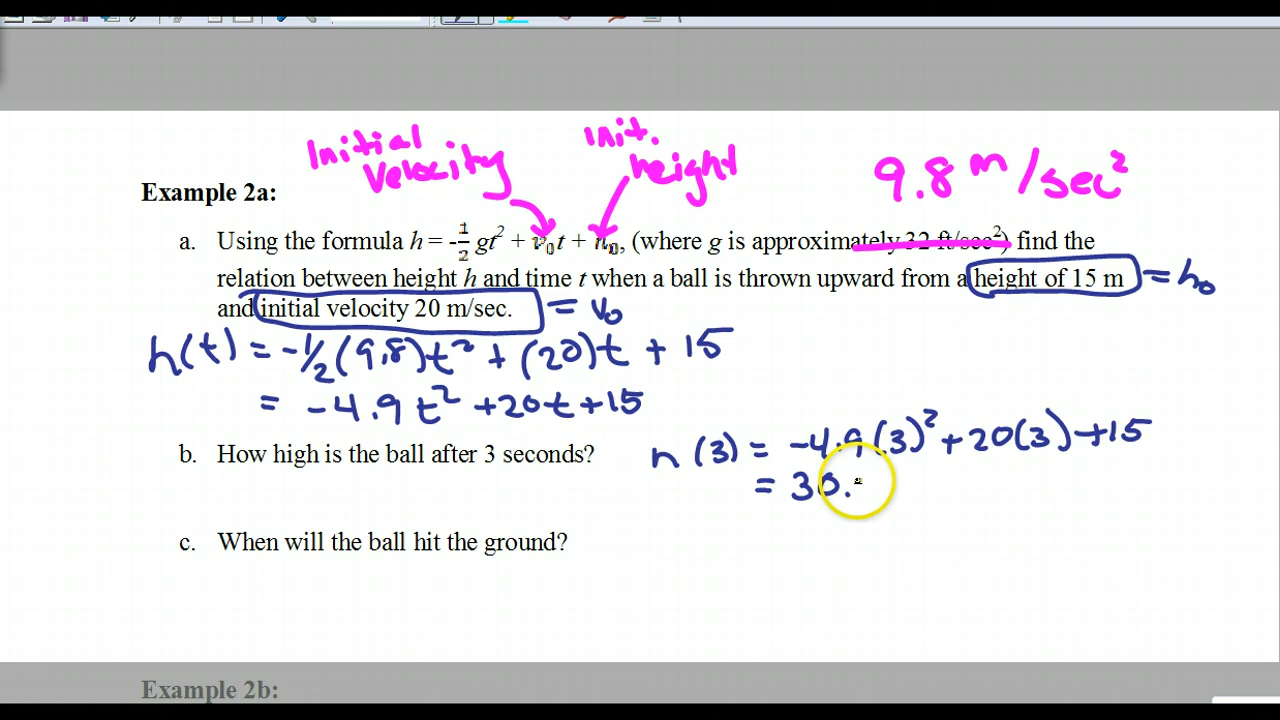 Initial Velocity
Init. height
9.8 m/sec²
Example 2a:
a. Using the formula h = -1/2 gt² + v₀t + h₀, (where g is approximately 32 ft/sec²) find the
relation between height h and time t when a ball is thrown upward from a height of 15 m = h₀
and initial velocity 20 m/sec. = v₀
h(t) = -1/2 (9.8)t² + (20)t + 15
= -4.9t² + 20t + 15
b. How high is the ball after 3 seconds?
h(3) = -4.9(3)² + 20(3) + 15
= 30.
c. When will the ball hit the ground?
Example 2b: